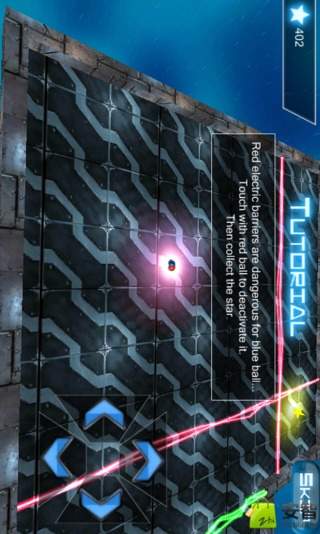 402
TUTORIAL
Red electric barriers are dangerous for blue ball...
Touch with red ball to deactivate it.
Then collect the star.